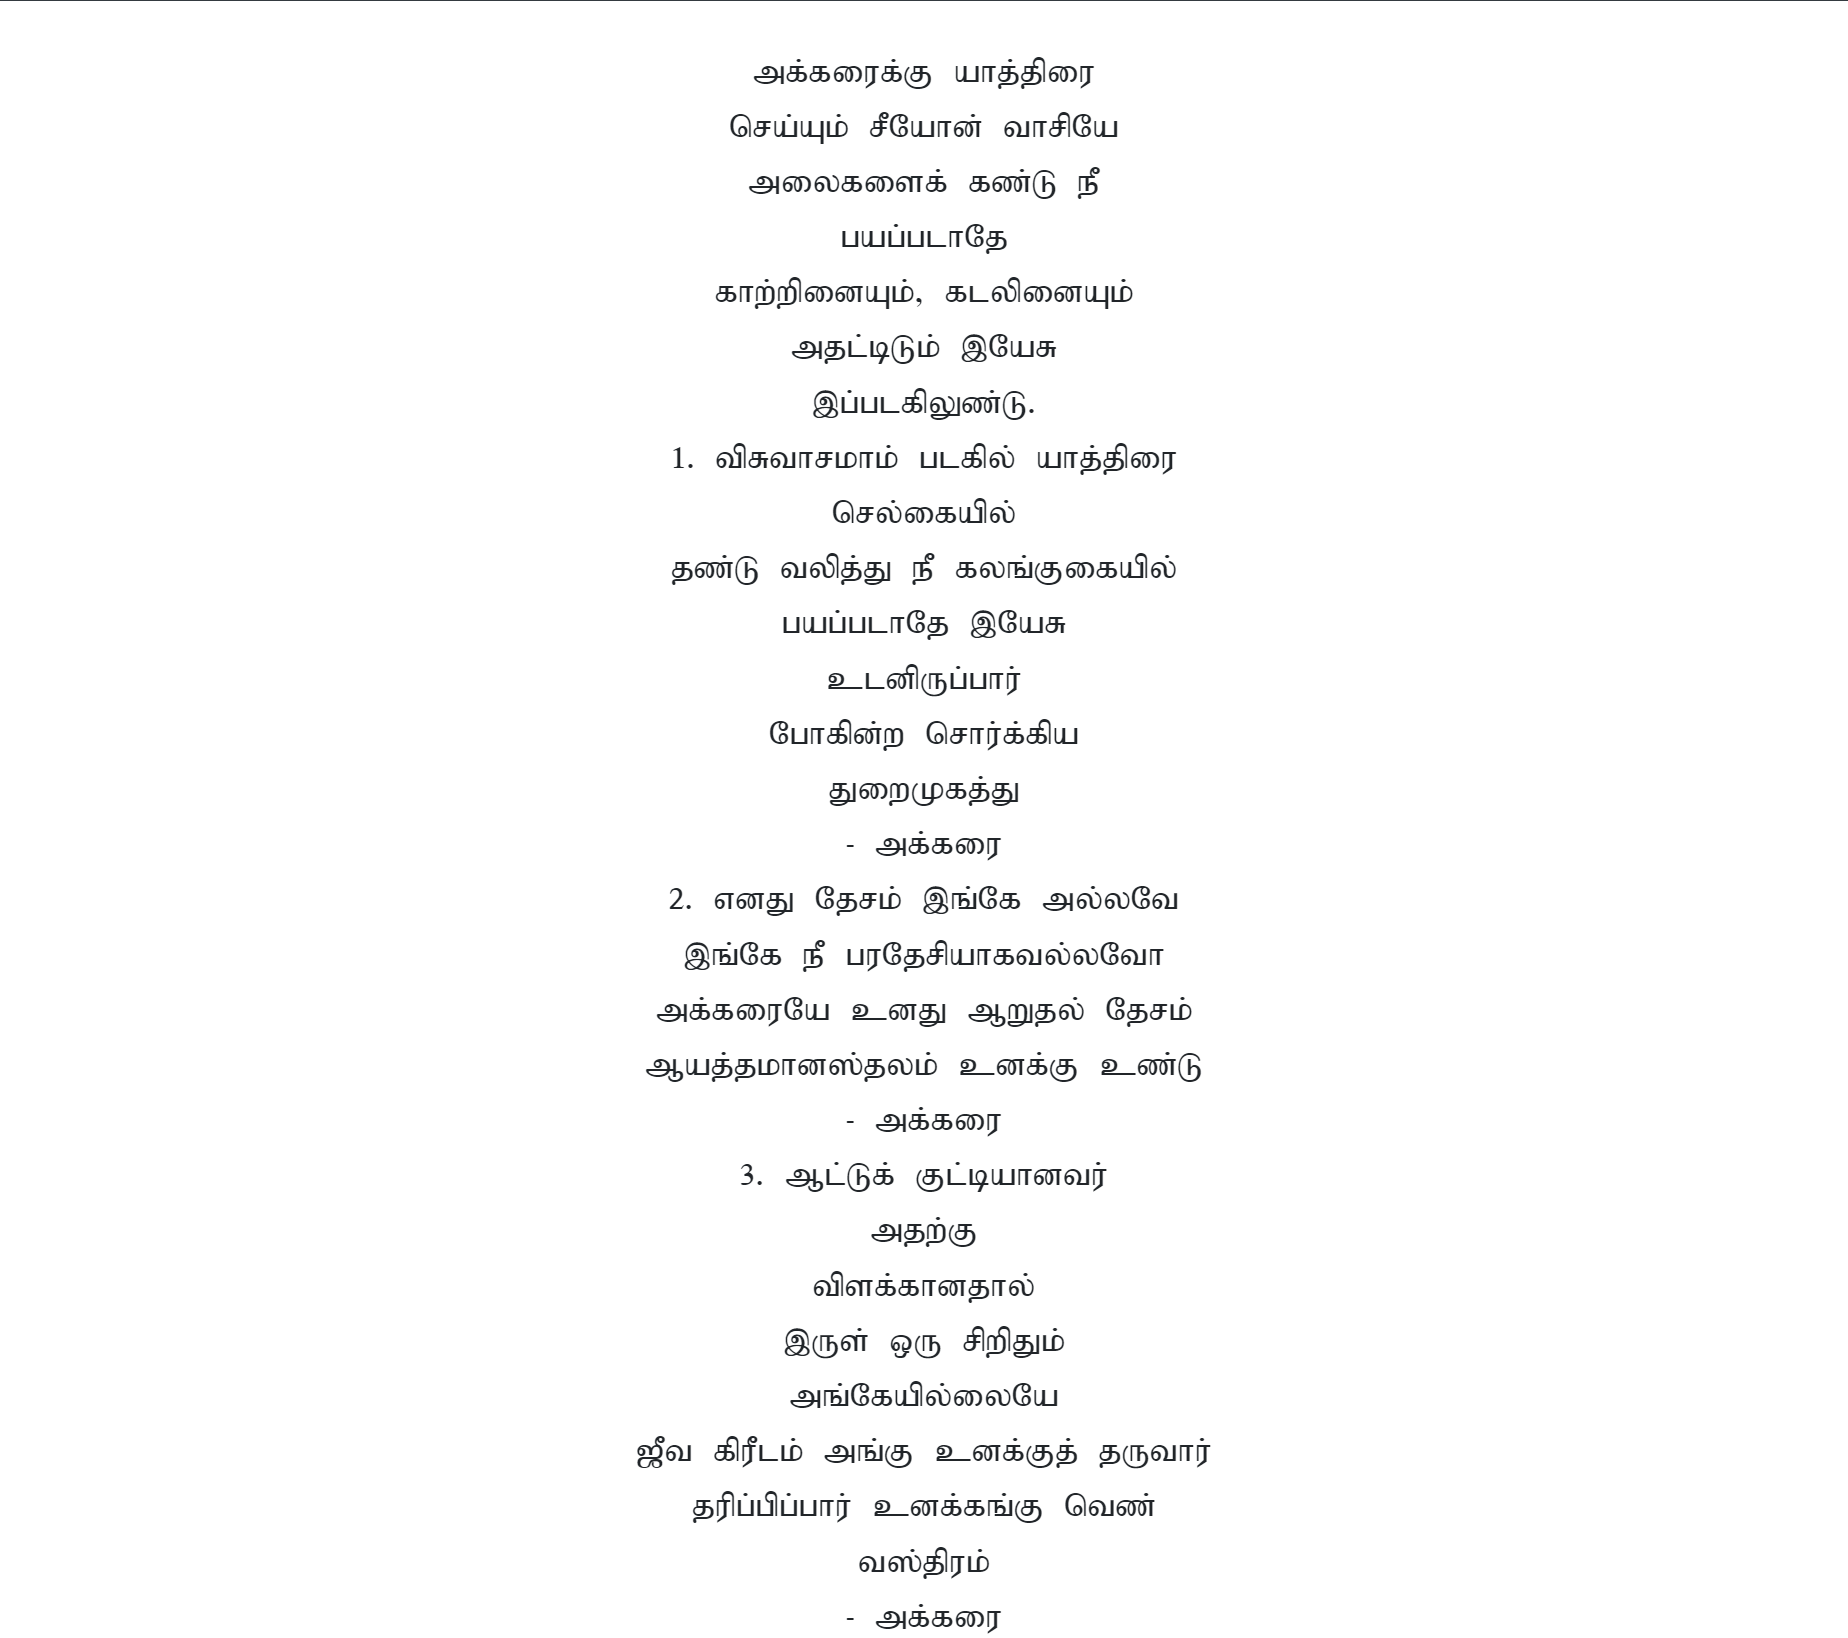 அக்கரைக்கு யாத்திரை
செய்யும் சீயோன் வாசியே
அலைகளைக் கண்டு நீ
பயப்படாதே
காற்றினையும், கடலினையும்
அதட்டிடும் இயேசு
இப்படகிலுண்டு.
1. விசுவாசமாம் படகில் யாத்திரை
செல்கையில்
தண்டு வலித்து நீ கலங்குகையில்
பயப்படாதே இயேசு
உடனிருப்பார்
போகின்ற சொர்க்கிய
துறைமுகத்து
- அக்கரை
2. எனது தேசம் இங்கே அல்லவே
இங்கே நீ பரதேசியாகவல்லவோ
அக்கரையே உனது ஆறுதல் தேசம்
ஆயத்தமானஸ்தலம் உனக்கு உண்டு
- அக்கரை
3. ஆட்டுக் குட்டியானவர்
அதற்கு
விளக்கானதால்
இருள் ஒரு சிறிதும்
அங்கேயில்லையே
ஜீவ கிரீடம் அங்கு உனக்குத் தருவார்
தரிப்பிப்பார் உனக்கங்கு வெண்
வஸ்திரம்
- அக்கரை